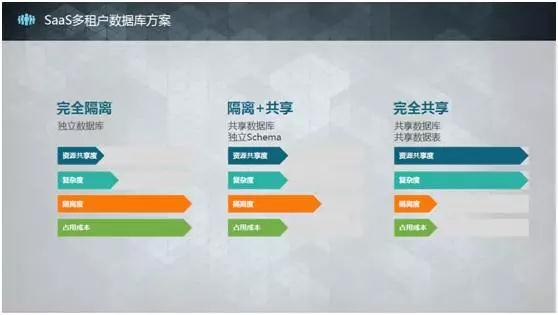 SaaS多租户数据库方案
完全隔离
独立数据库
资源共享度
复杂度
隔离度
占用成本
隔离+共享
共享数据库
独立Schema
资源共享度
复杂度
隔离度
占用成本
完全共享
共享数据库
共享数据表
资源共享度
复杂度
隔离度
占用成本